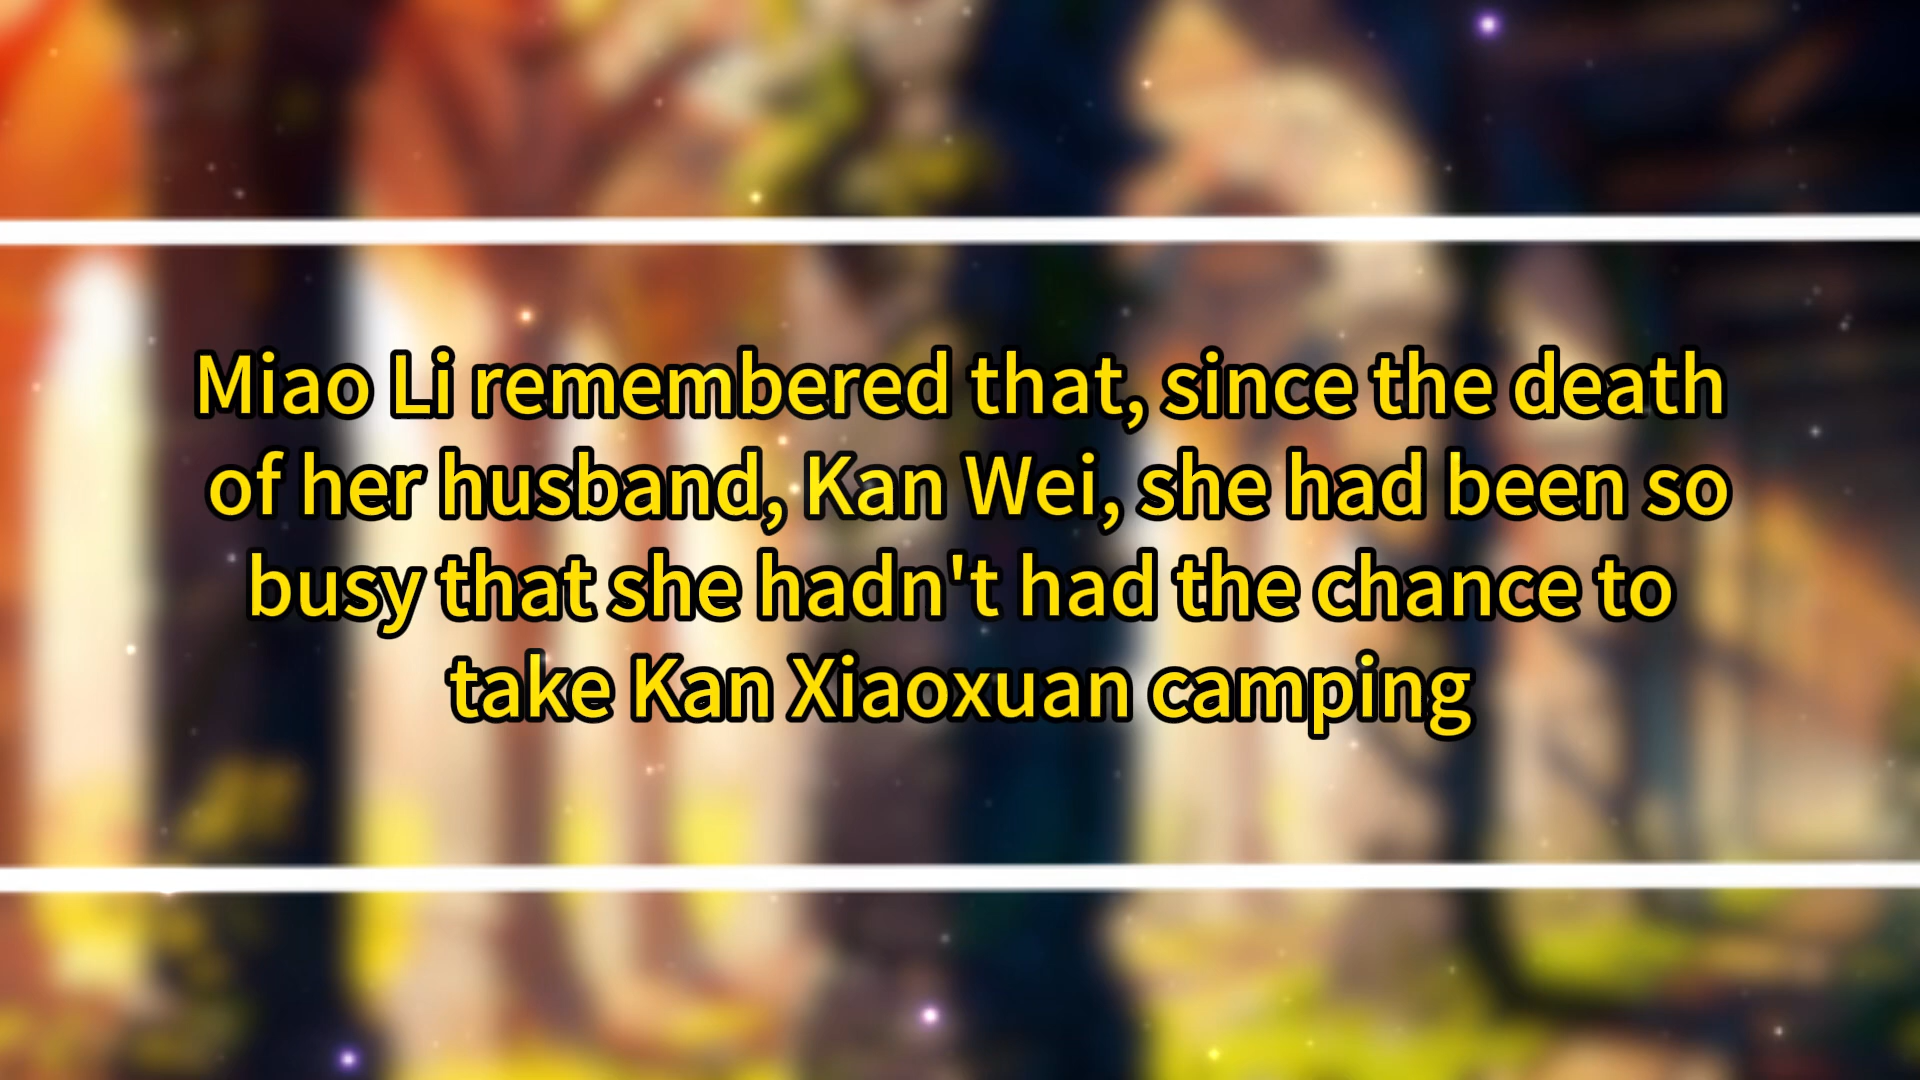 Miao Li remembered that, since the death
of her husband, Kan Wei, she had been so
busy that she hadn't had the chance to
take Kan Xiaoxuan camping